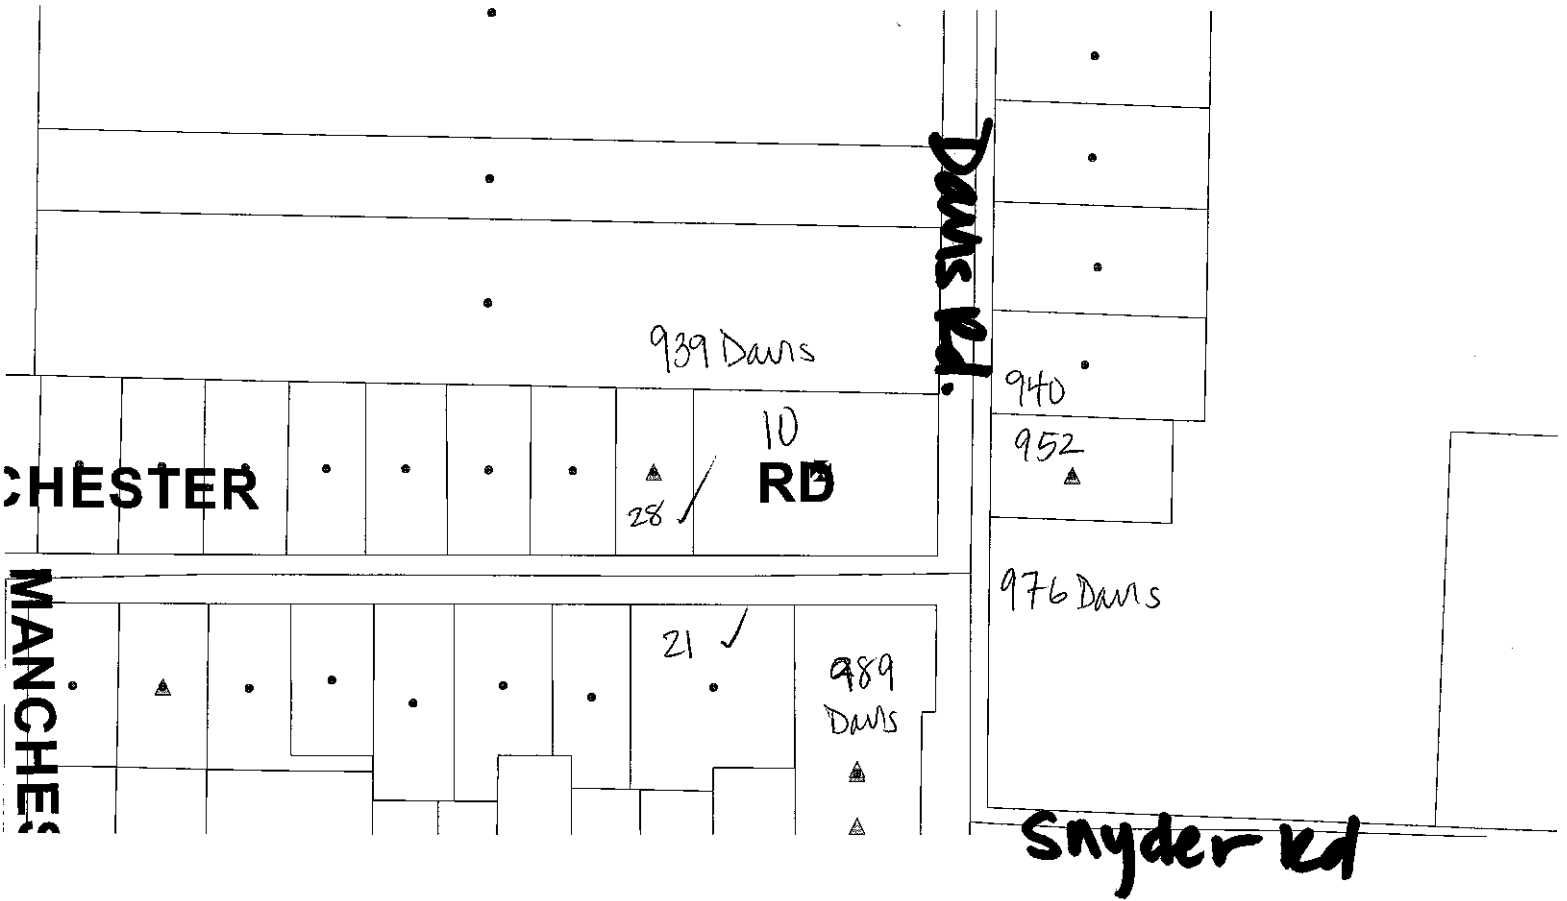 Davis Rd.
939 Davis
940
10
952
CHESTER
RD
28
976 Davis
21
989
Davis
MANCHES
Snyder Rd